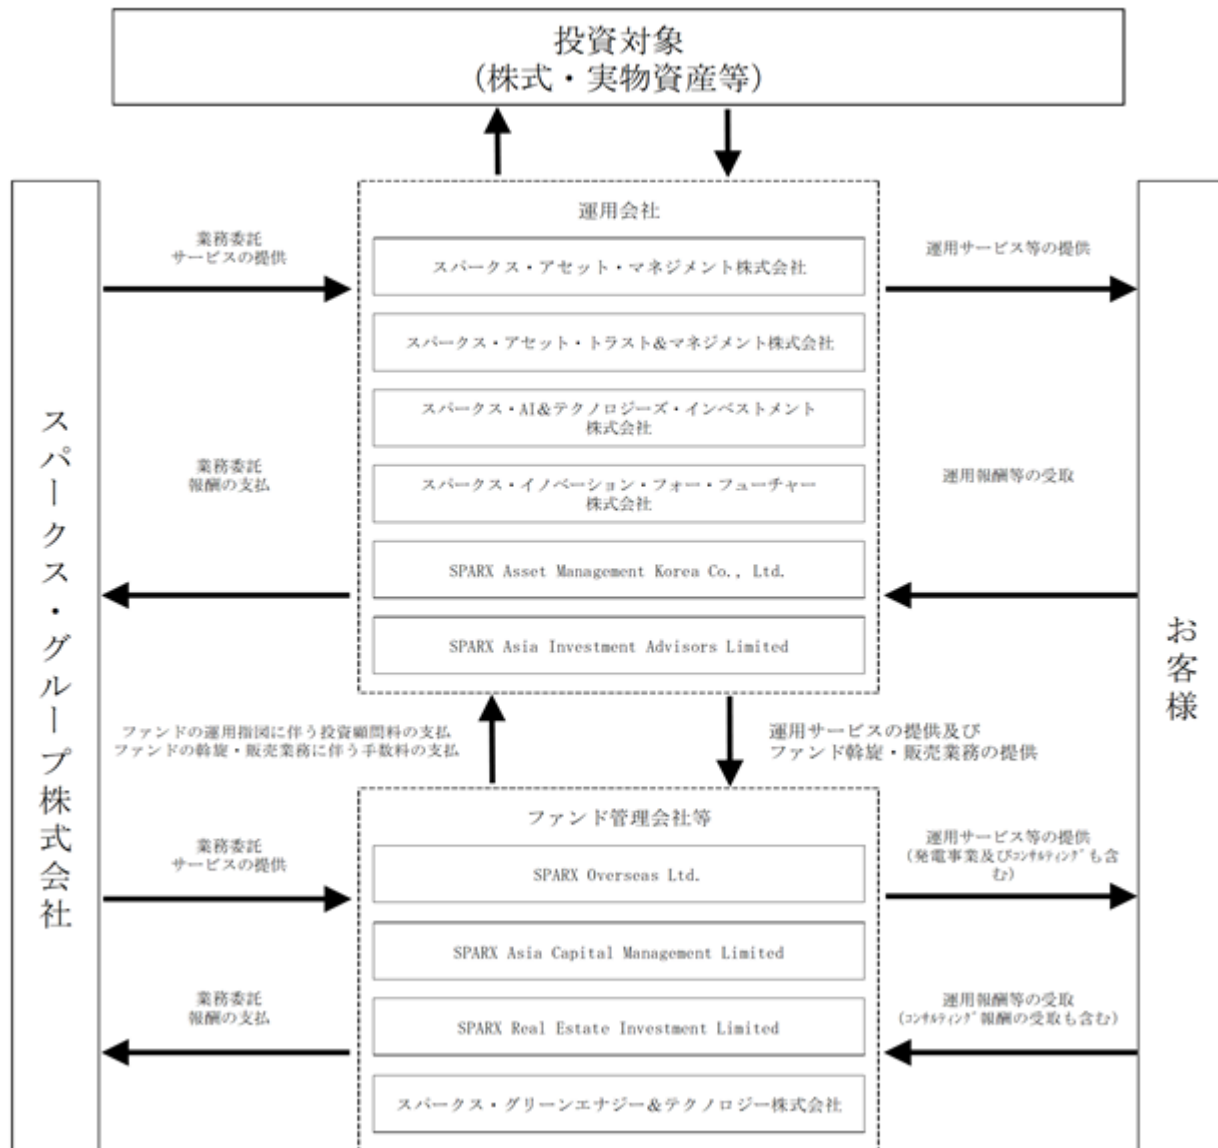 投資対象
(株式・実物資産等)
スパークス・グループ株式会社
業務委託
サービスの提供
業務委託
報酬の支払
運用会社
スパークス・アセット・マネジメント株式会社
スパークス・アセット・トラスト&マネジメント株式会社
スパークス・AI&テクノロジーズ・インベストメント
株式会社
スパークス・イノベーション・フォー・フューチャー
株式会社
SPARX Asset Management Korea Co., Ltd.
SPARX Asia Investment Advisors Limited
運用サービス等の提供
運用報酬等の受取
お客様
ファンドの運用指図に伴う投資顧問料の支払
ファンドの斡旋・販売業務に伴う手数料の支払
運用サービスの提供及び
ファンド斡旋・販売業務の提供
業務委託
サービスの提供
業務委託
報酬の支払
ファンド管理会社等
SPARX Overseas Ltd.
SPARX Asia Capital Management Limited
SPARX Real Estate Investment Limited
スパークス・グリーンエナジー&テクノロジー株式会社
運用サービス等の提供
(発電事業及びコンサルティングも含
む)
運用報酬等の受取
(コンサルティング報酬の受取も含む)